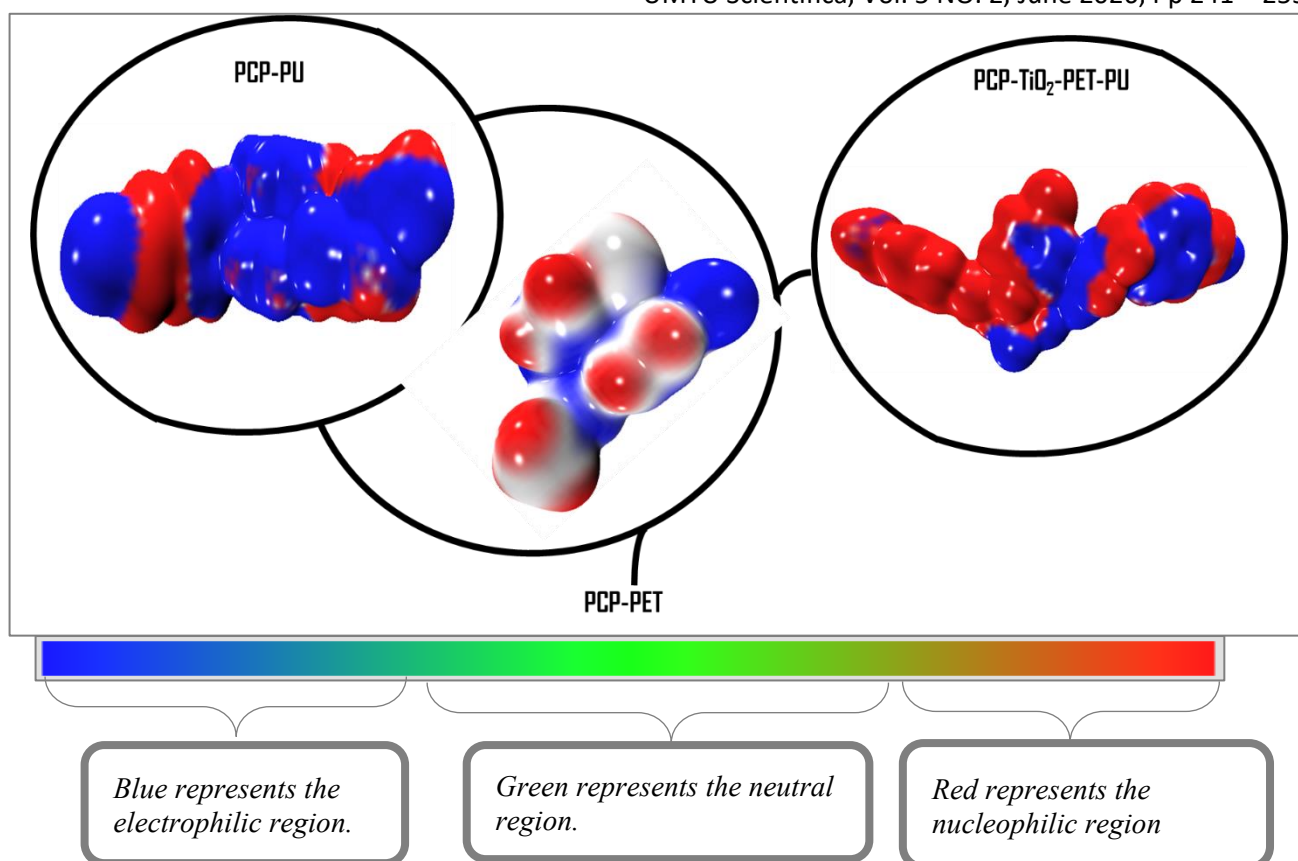 PCP-PU
PCP-TiO₂-PET-PU
PCP-PET
Blue represents the
electrophilic region.
Green represents the neutral
region.
Red represents the
nucleophilic region